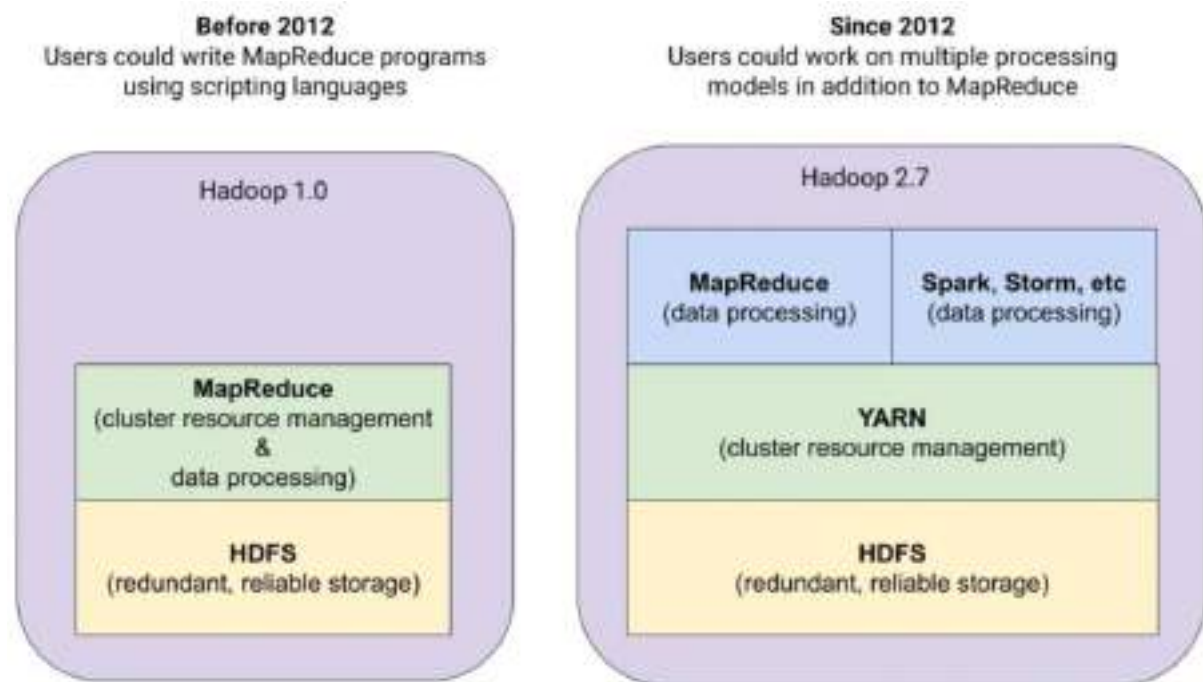 Before 2012
Users could write MapReduce programs
using scripting languages
Hadoop 1.0
MapReduce
(cluster resource management
&
data processing)
HDFS
(redundant, reliable storage)
Since 2012
Users could work on multiple processing
models in addition to MapReduce
Hadoop 2.7
MapReduce
(data processing)
Spark, Storm, etc
(data processing)
YARN
(cluster resource management)
HDFS
(redundant, reliable storage)